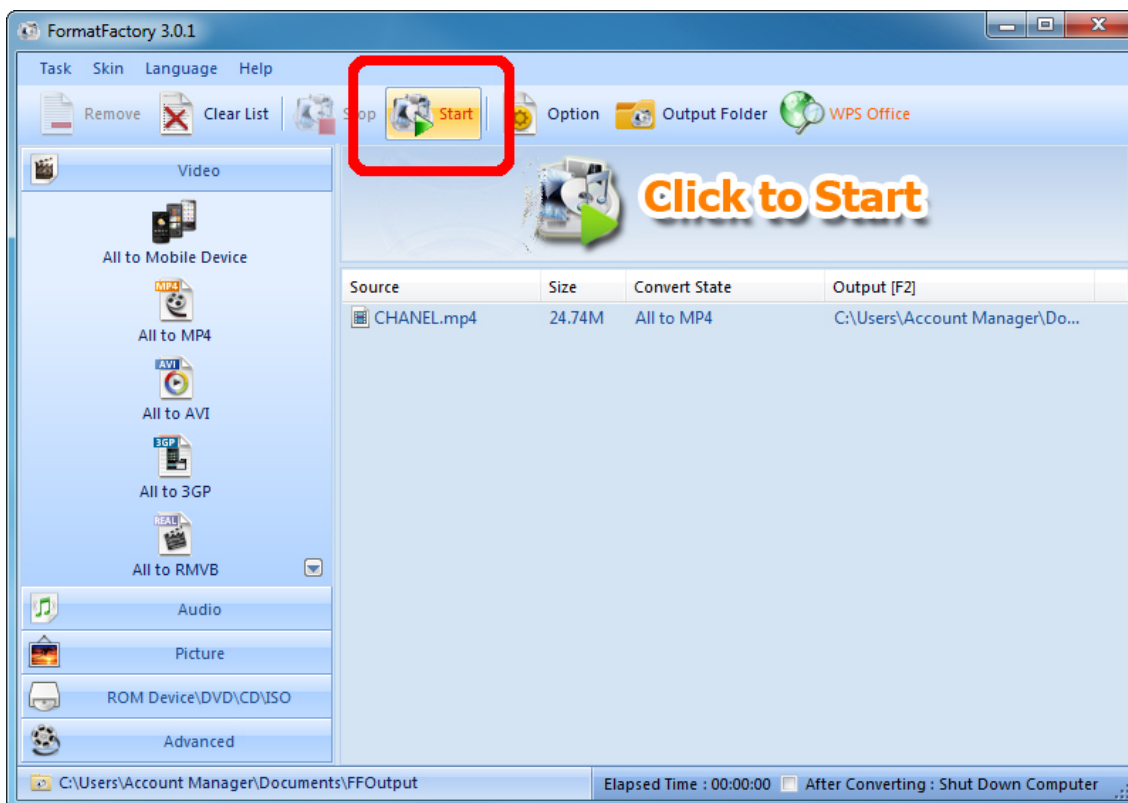 FormatFactory 3.0.1
Task Skin Language Help
Remove Clear List Stop Start Option Output Folder WPS Office
Video
Click to Start
All to Mobile Device
Source Size Convert State Output [F2]
CHANEL.mp4 24.74M All to MP4 C:\Users\Account Manager\Do...
MP4
All to MP4
AVI
All to AVI
3GP
All to 3GP
REAL
All to RMVB
Audio
Picture
ROM Device\DVD\CD\ISO
Advanced
C:\Users\Account Manager\Documents\FFOutput Elapsed Time : 00:00:00 After Converting : Shut Down Computer